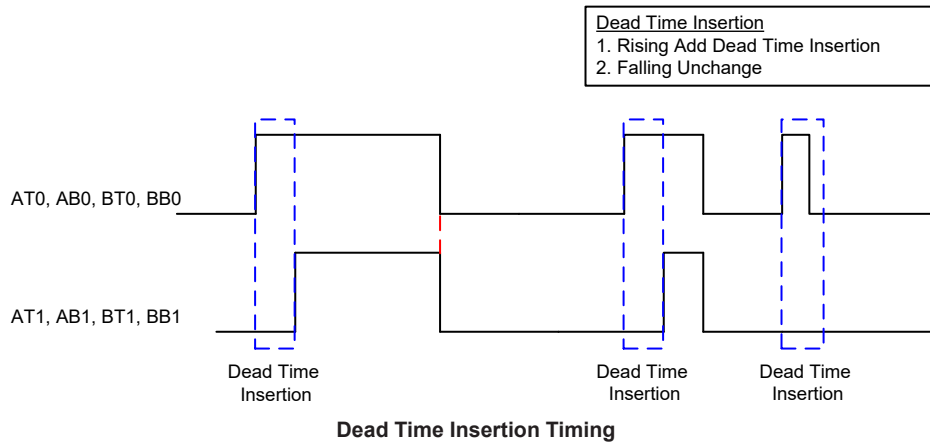 Dead Time Insertion
1. Rising Add Dead Time Insertion
2. Falling Unchange
AT0, AB0, BT0, BB0
AT1, AB1, BT1, BB1
Dead Time
Insertion
Dead Time
Insertion
Dead Time
Insertion
Dead Time Insertion Timing